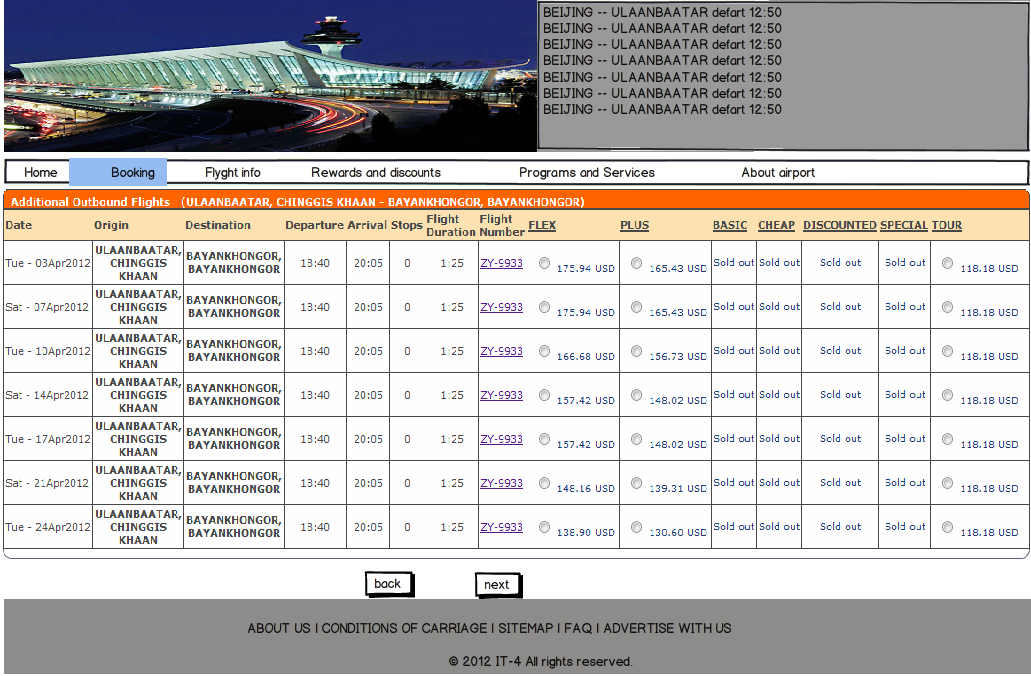 BEIJING -- ULAANBAATAR defart 12:50
BEIJING -- ULAANBAATAR defart 12:50
BEIJING -- ULAANBAATAR defart 12:50
BEIJING -- ULAANBAATAR defart 12:50
BEIJING -- ULAANBAATAR defart 12:50
BEIJING -- ULAANBAATAR defart 12:50
BEIJING -- ULAANBAATAR defart 12:50
Home Booking Flyght info Rewards and discounts Programs and Services About airport
Additional Outbound Flights (ULAANBAATAR, CHINGGIS KHAAN - BAYANKHONGOR, BAYANKHONGOR)
Date Origin Destination Departure Arrival Stops Flight Duration Flight Number FLEX PLUS BASIC CHEAP DISCOUNTED SPECIAL TOUR
Tue - 03Apr2012 ULAANBAATAR, CHINGGIS KHAAN BAYANKHONGOR, BAYANKHONGOR 18:40 20:05 0 1:25 ZY-9933 175.94 USD 165.43 USD Sold out Sold out Sold out Sold out 118.18 USD
Sat - 07Apr2012 ULAANBAATAR, CHINGGIS KHAAN BAYANKHONGOR, BAYANKHONGOR 18:40 20:05 0 1:25 ZY-9933 175.94 USD 165.43 USD Sold out Sold out Sold out Sold out 118.18 USD
Tue - 10Apr2012 ULAANBAATAR, CHINGGIS KHAAN BAYANKHONGOR, BAYANKHONGOR 18:40 20:05 0 1:25 ZY-9933 166.68 USD 156.73 USD Sold out Sold out Sold out Sold out 118.18 USD
Sat - 14Apr2012 ULAANBAATAR, CHINGGIS KHAAN BAYANKHONGOR, BAYANKHONGOR 18:40 20:05 0 1:25 ZY-9933 157.42 USD 148.02 USD Sold out Sold out Sold out Sold out 118.18 USD
Tue - 17Apr2012 ULAANBAATAR, CHINGGIS KHAAN BAYANKHONGOR, BAYANKHONGOR 18:40 20:05 0 1:25 ZY-9933 157.42 USD 148.02 USD Sold out Sold out Sold out Sold out 118.18 USD
Sat - 21Apr2012 ULAANBAATAR, CHINGGIS KHAAN BAYANKHONGOR, BAYANKHONGOR 18:40 20:05 0 1:25 ZY-9933 148.16 USD 139.31 USD Sold out Sold out Sold out Sold out 118.18 USD
Tue - 24Apr2012 ULAANBAATAR, CHINGGIS KHAAN BAYANKHONGOR, BAYANKHONGOR 18:40 20:05 0 1:25 ZY-9933 138.90 USD 130.60 USD Sold out Sold out Sold out Sold out 118.18 USD
back next
ABOUT US | CONDITIONS OF CARRIAGE | SITEMAP | FAQ | ADVERTISE WITH US
© 2012 IT-4 All rights reserved.